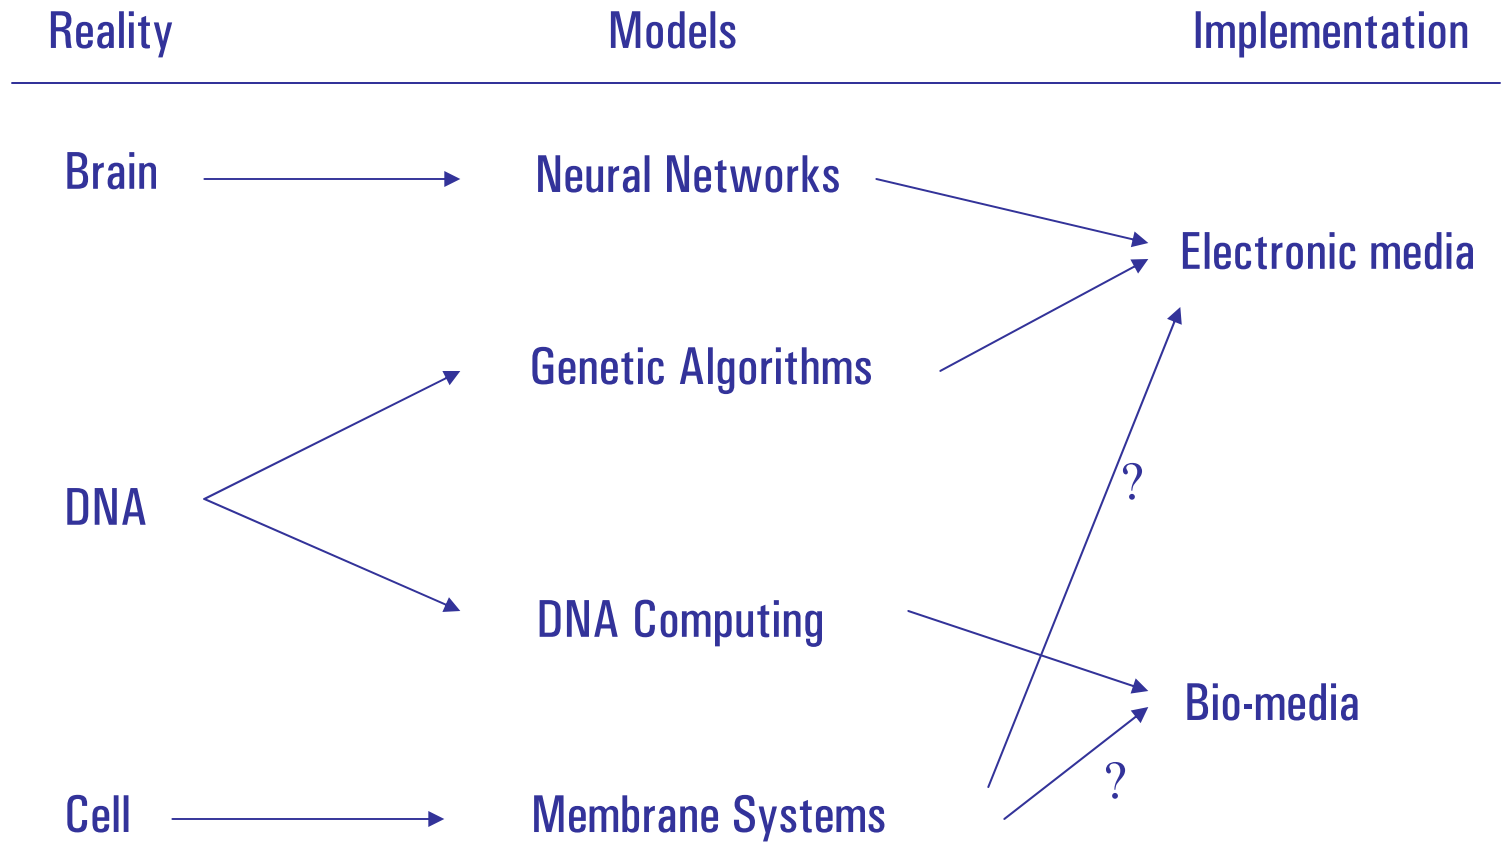 Reality Models Implementation
Brain Neural Networks
Electronic media
Genetic Algorithms
?
DNA
DNA Computing
Bio-media
?
Cell Membrane Systems